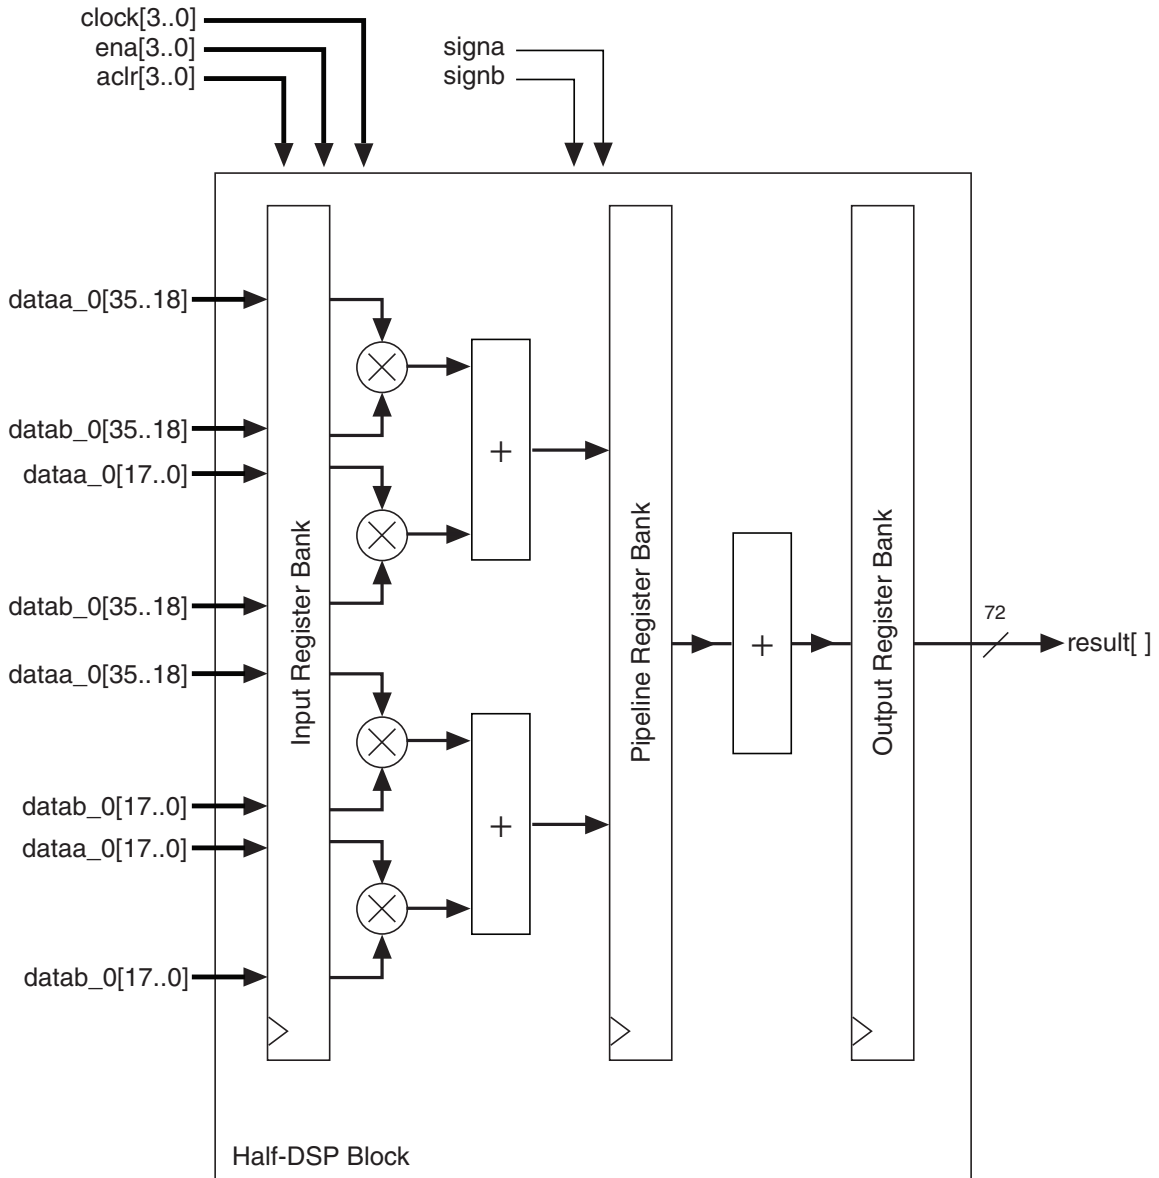 clock[3..0]
ena[3..0]
aclr[3..0]
signa
signb
dataa_0[35..18]
datab_0[35..18]
dataa_0[17..0]
datab_0[35..18]
dataa_0[35..18]
datab_0[17..0]
dataa_0[17..0]
datab_0[17..0]
Input Register Bank
+
+
Pipeline Register Bank
+
Output Register Bank
72
result[ ]
Half-DSP Block